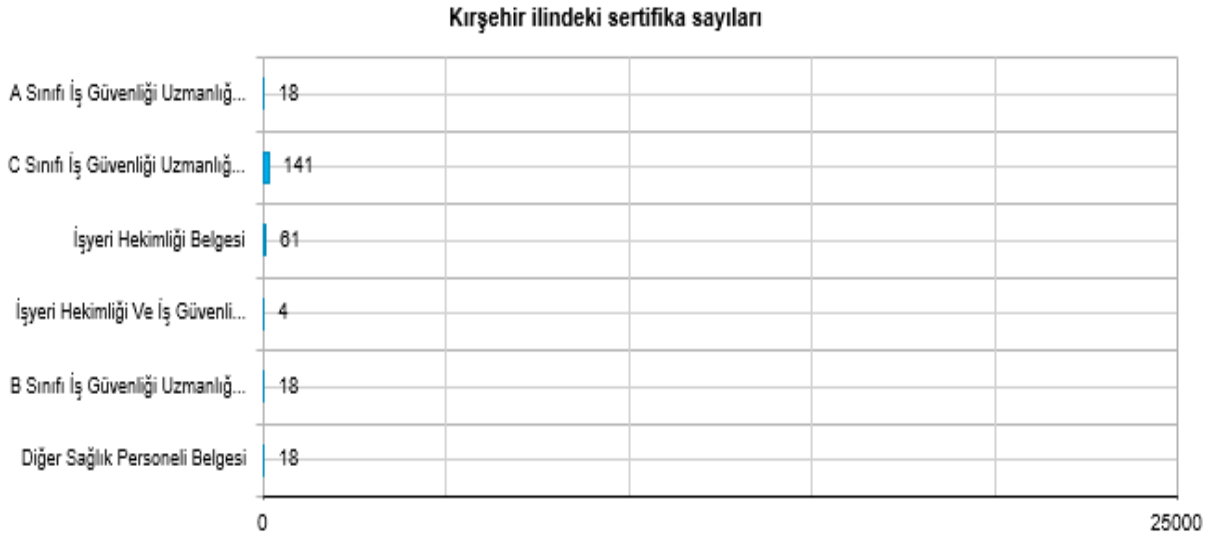 Kırşehir ilindeki sertifika sayıları
A Sınıfı İş Güvenliği Uzmanlığ... 18
C Sınıfı İş Güvenliği Uzmanlığ... 141
İşyeri Hekimliği Belgesi 61
İşyeri Hekimliği Ve İş Güvenli... 4
B Sınıfı İş Güvenliği Uzmanlığ... 18
Diğer Sağlık Personeli Belgesi 18
0 25000